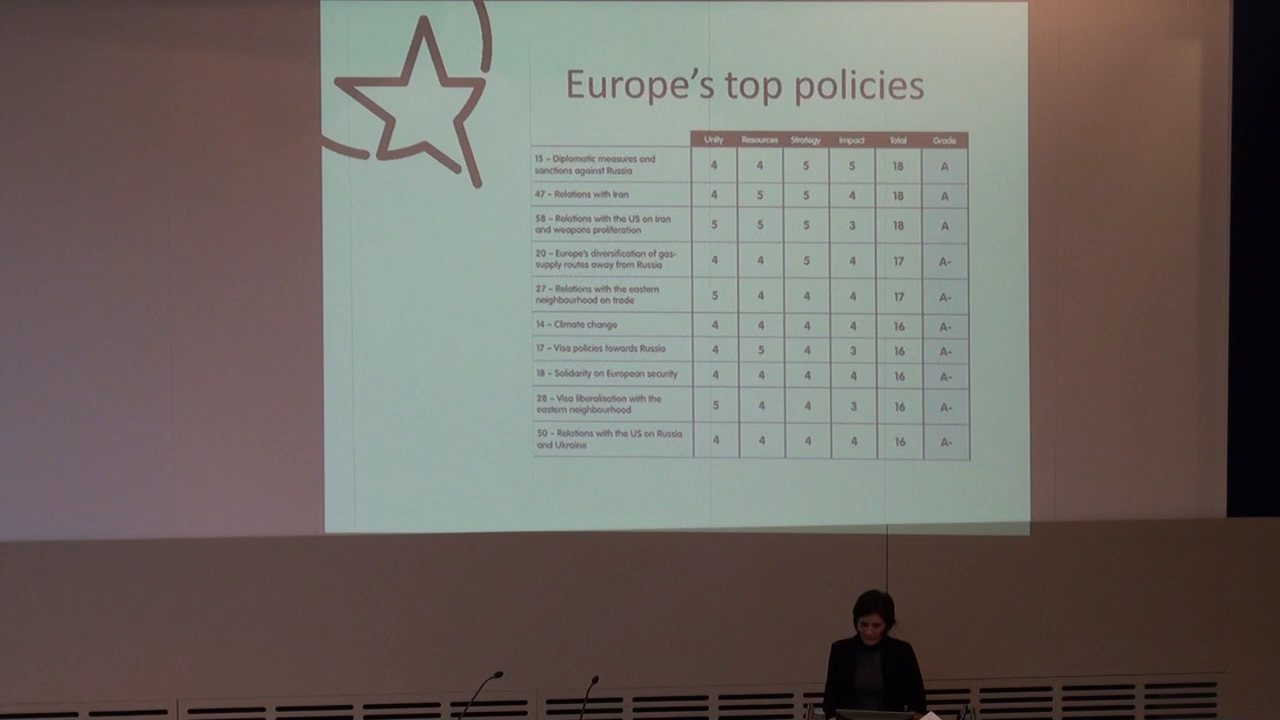 Europe's top policies
Unity Resources Strategy Impact Total Grade
15 – Diplomatic measures and
sanctions against Russia 4 4 5 5 18 A
47 – Relations with Iran 4 5 5 4 18 A
58 – Relations with the US on Iran
and weapons proliferation 5 5 5 3 18 A
20 – Europe's diversification of gas-
supply routes away from Russia 4 4 5 4 17 A-
27 – Relations with the eastern
neighbourhood on trade 5 4 4 4 17 A-
14 – Climate change 4 4 4 4 16 A-
17 – Visa policies towards Russia 4 5 4 3 16 A-
18 – Solidarity on European security 4 4 4 4 16 A-
28 – Visa liberalisation with the
eastern neighbourhood 5 4 4 3 16 A-
50 – Relations with the US on Russia
and Ukraine 4 4 4 4 16 A-